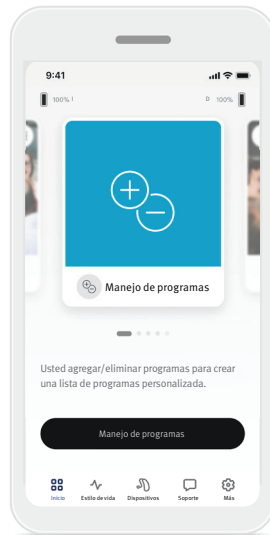 9:41
100% I D 100%
Manejo de programas
Usted agregar/eliminar programas para crear
una lista de programas personalizada.
Manejo de programas
Inicio Estilo de vida Dispositivos Soporte Más